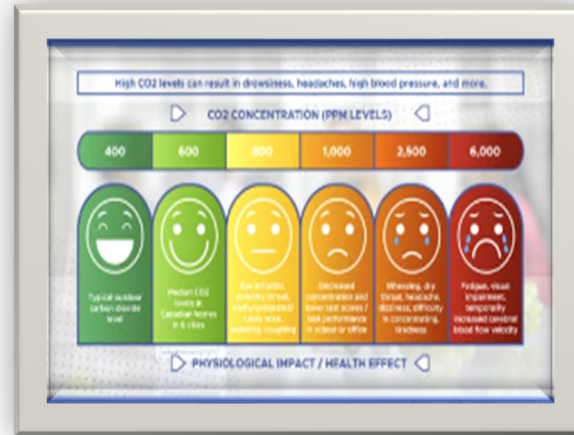 High CO2 levels can result in drowsiness, headaches, high blood pressure, and more.
CO2 CONCENTRATION (PPM LEVELS)
400 600 800 1,000 2,500 6,000
Typical outdoor
carbon dioxide
level
Median CO2
levels in
Canadian homes
in 6 cities
Eye irritation,
throat,
stuffy/congested/
runny nose,
sneezing, coughing
Decreased
concentration and
lower test scores /
task performance
in school or office
Wheezing, dry
throat, headache,
dizziness, difficulty
in concentrating,
tiredness
Fatigue, visual
impairment,
temporarily
increased cerebral
blood flow velocity
PHYSIOLOGICAL IMPACT / HEALTH EFFECT